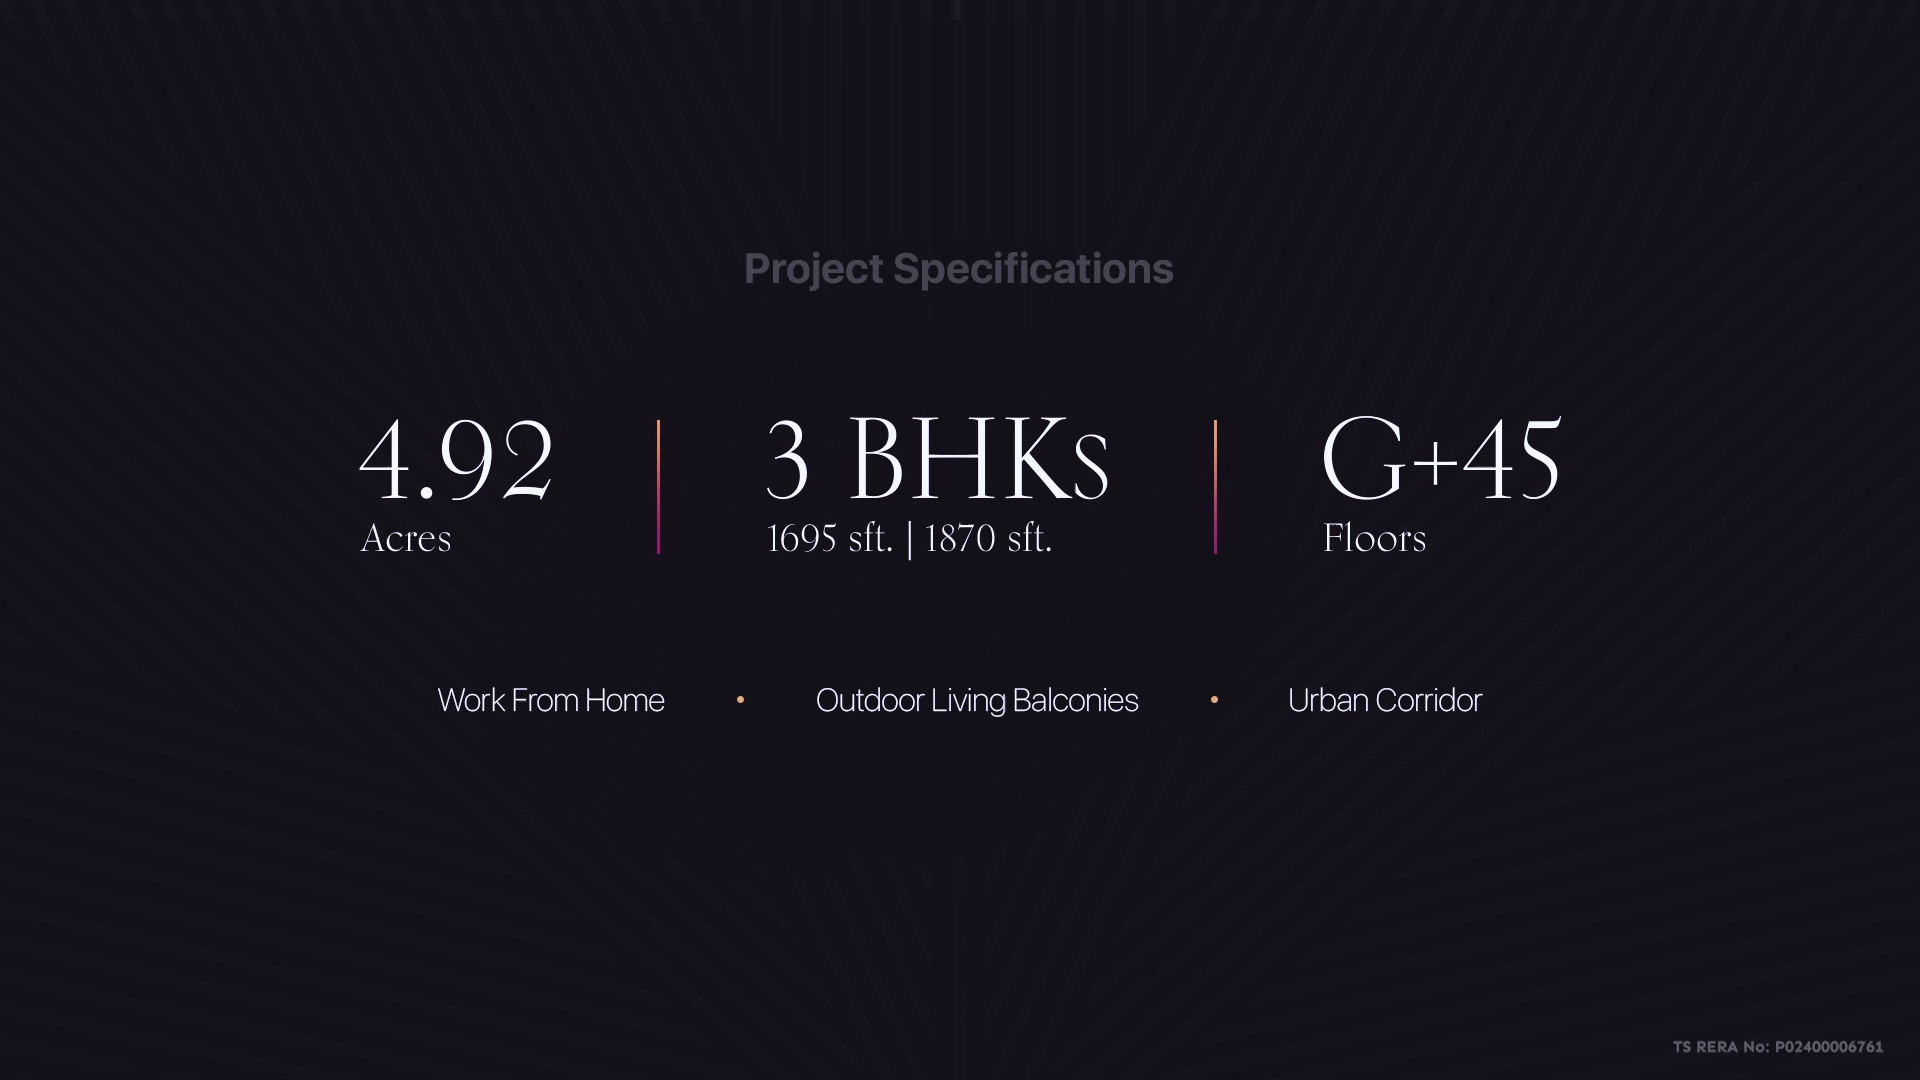 Project Specifications
4.92
Acres
3 BHKs
1695 sft. | 1870 sft.
G+45
Floors
Work From Home • Outdoor Living Balconies • Urban Corridor
TS RERA No: P02400006761